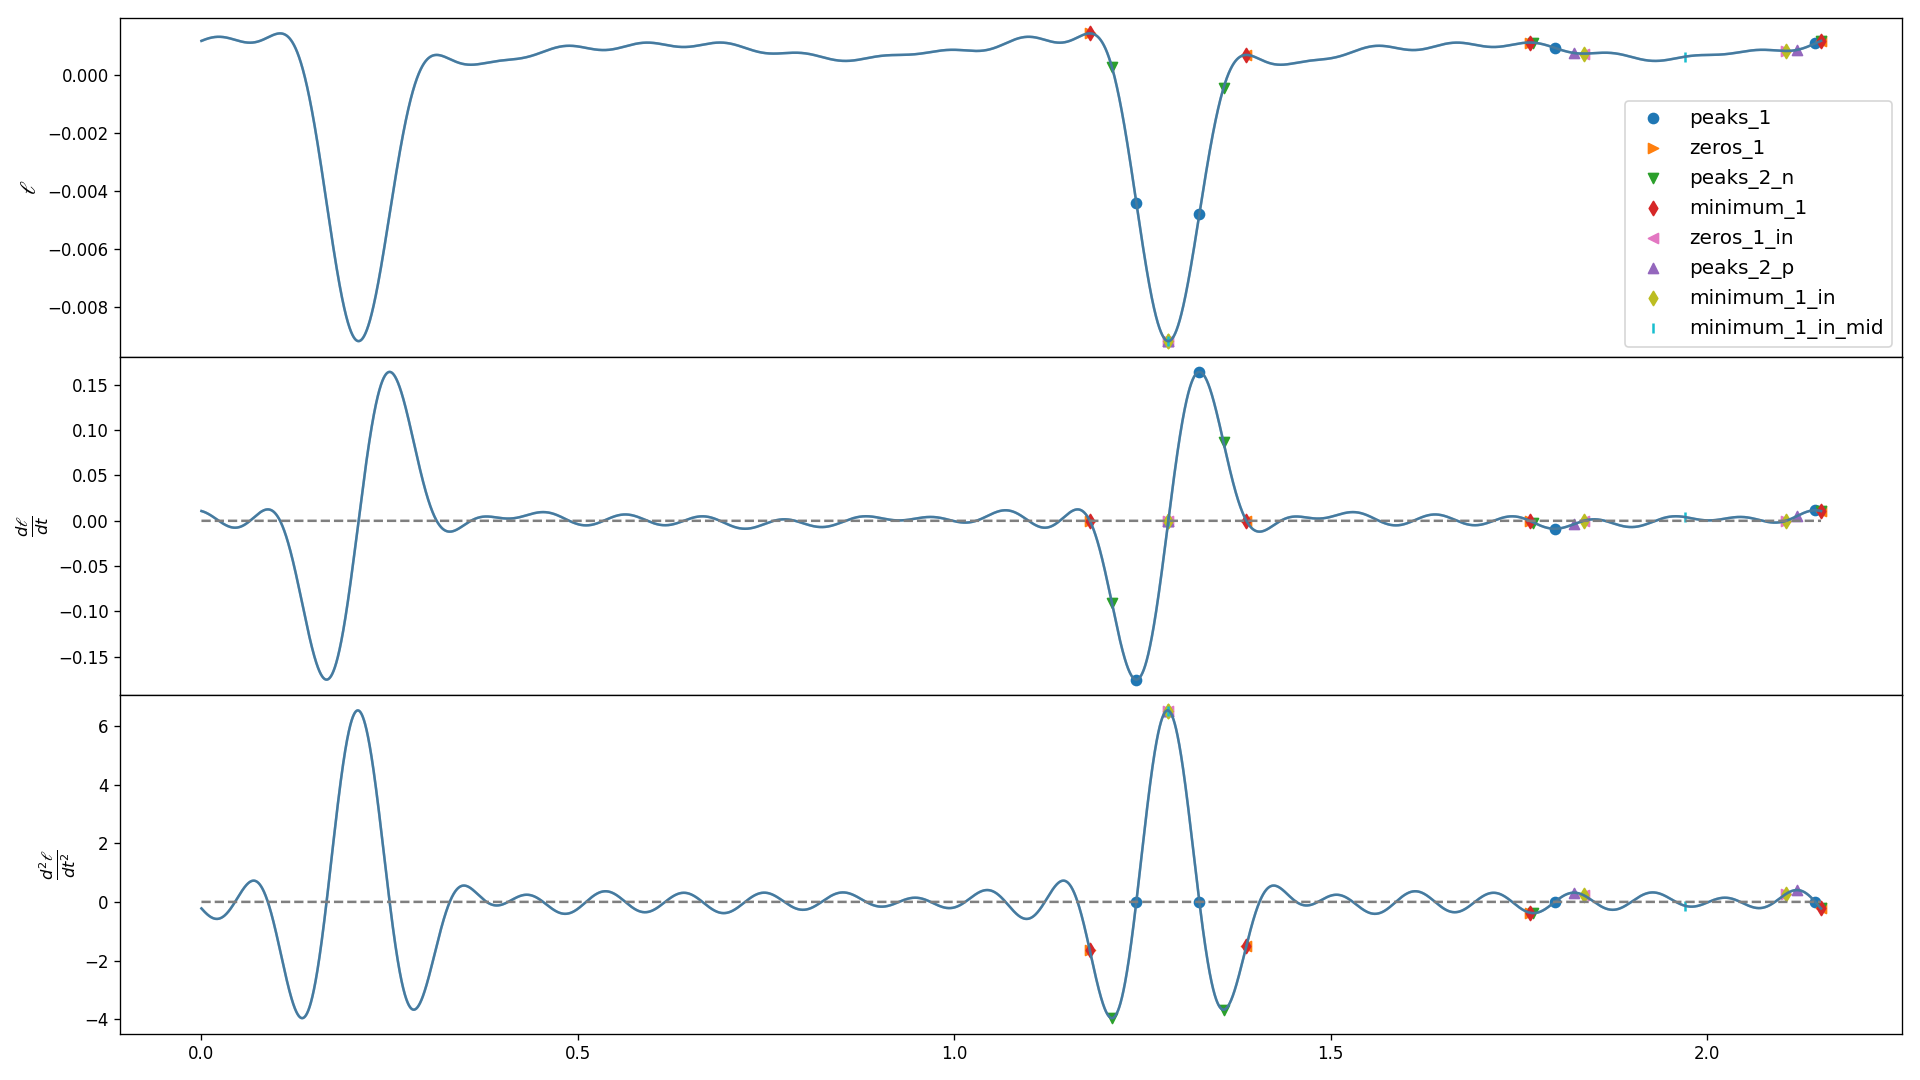 0.000
−0.002
−0.004
−0.006
−0.008
ℓ
peaks_1
zeros_1
peaks_2_n
minimum_1
zeros_1_in
peaks_2_p
minimum_1_in
minimum_1_in_mid
0.15
0.10
0.05
0.00
−0.05
−0.10
−0.15
dℓ
dt
6
4
2
0
−2
−4
d²ℓ
dt²
0.0 0.5 1.0 1.5 2.0